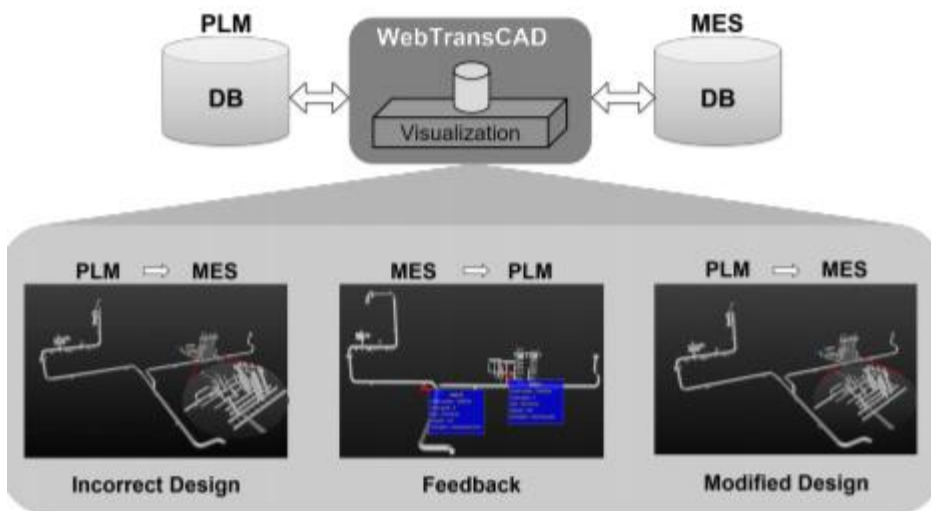 PLM
WebTransCAD
MES
DB
Visualization
DB
PLM MES
MES PLM
PLM MES
Incorrect Design
Feedback
Modified Design